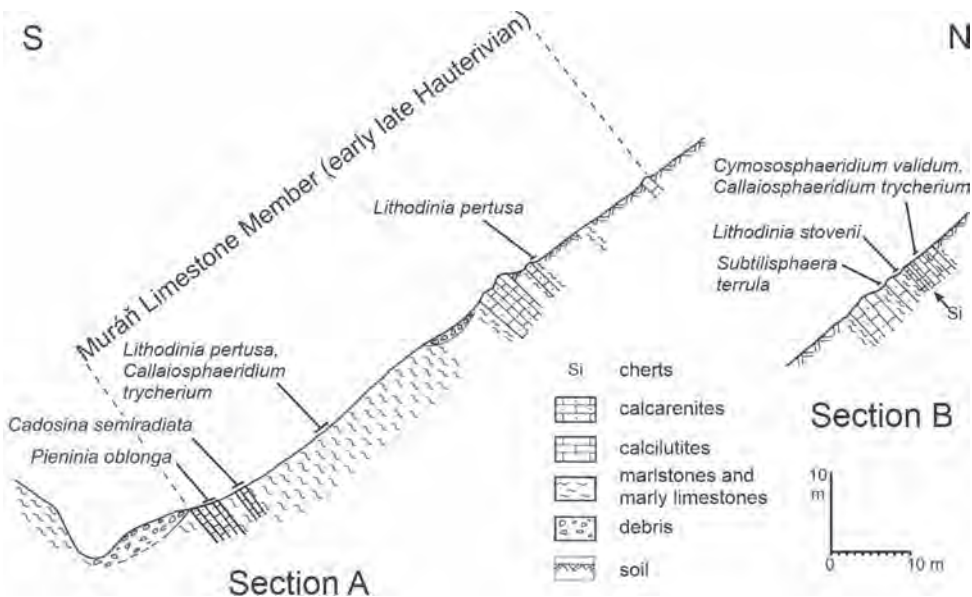 S
N
Muráň Limestone Member (early late Hauterivian)
Lithodinia pertusa
Cymososphaeridium validum,
Callaiosphaeridium trycherium
Lithodinia stoverii
Subtilisphaera
terrula
Si
Lithodinia pertusa,
Callaiosphaeridium
trycherium
Cadosina semiradiata
Pieninia oblonga
Section A
Section B
Si cherts
calcarenites
calcilutites
marlstones and
marly limestones
debris
soil
10
m
0
10 m